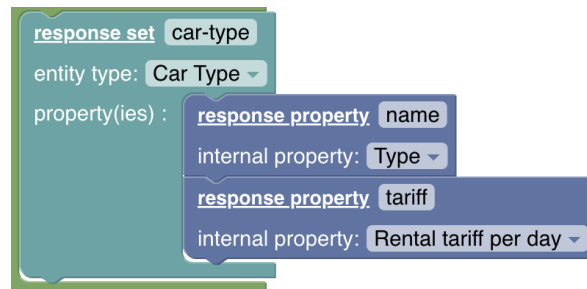 response set car-type
entity type: Car Type
property(ies) :
response property name
internal property: Type
response property tariff
internal property: Rental tariff per day